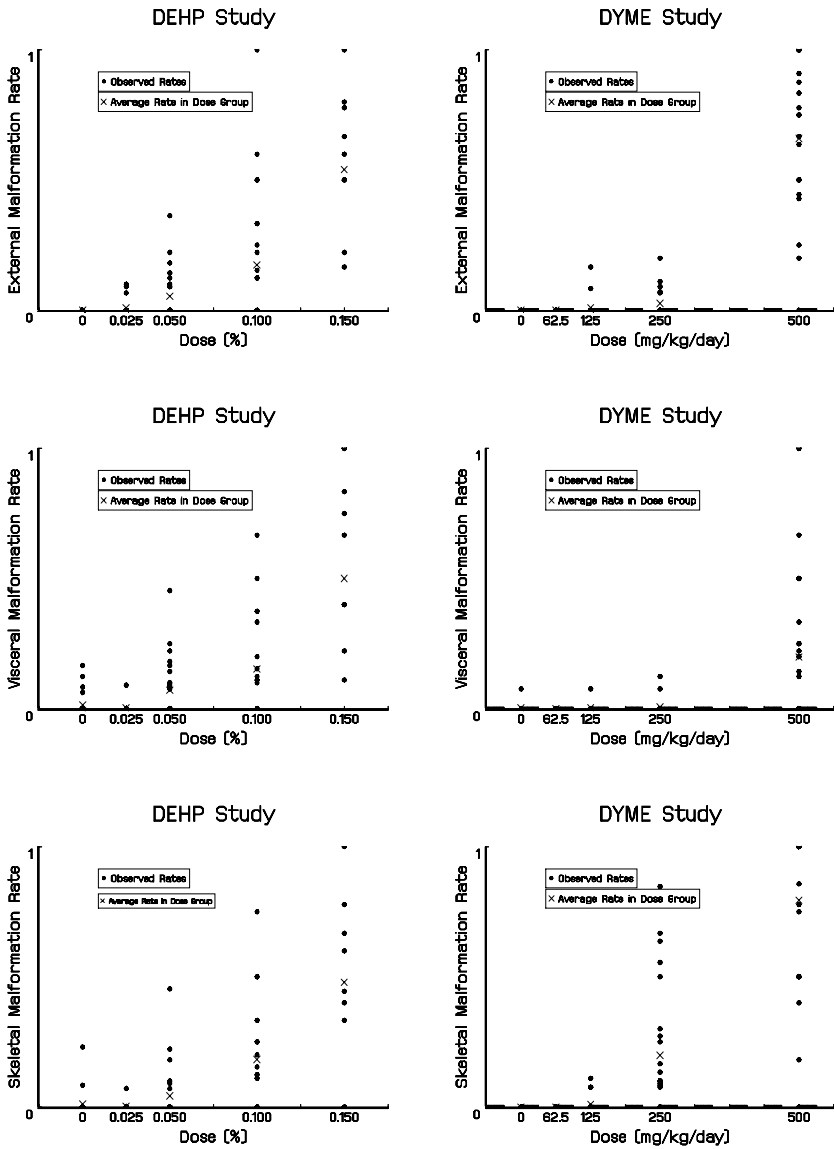 DEHP Study
External Malformation Rate
1
Observed Rates
× Average Rate in Dose Group
0
0 0.025 0.050 0.100 0.150
Dose (%)
DYME Study
External Malformation Rate
1
Observed Rates
× Average Rate in Dose Group
0
0 62.5 125 250 500
Dose (mg/kg/day)
DEHP Study
Visceral Malformation Rate
1
Observed Rates
× Average Rate in Dose Group
0
0 0.025 0.050 0.100 0.150
Dose (%)
DYME Study
Visceral Malformation Rate
1
Observed Rates
× Average Rate in Dose Group
0
0 62.5 125 250 500
Dose (mg/kg/day)
DEHP Study
Skeletal Malformation Rate
1
Observed Rates
× Average Rate in Dose Group
0
0 0.025 0.050 0.100 0.150
Dose (%)
DYME Study
Skeletal Malformation Rate
1
Observed Rates
× Average Rate in Dose Group
0
0 62.5 125 250 500
Dose (mg/kg/day)